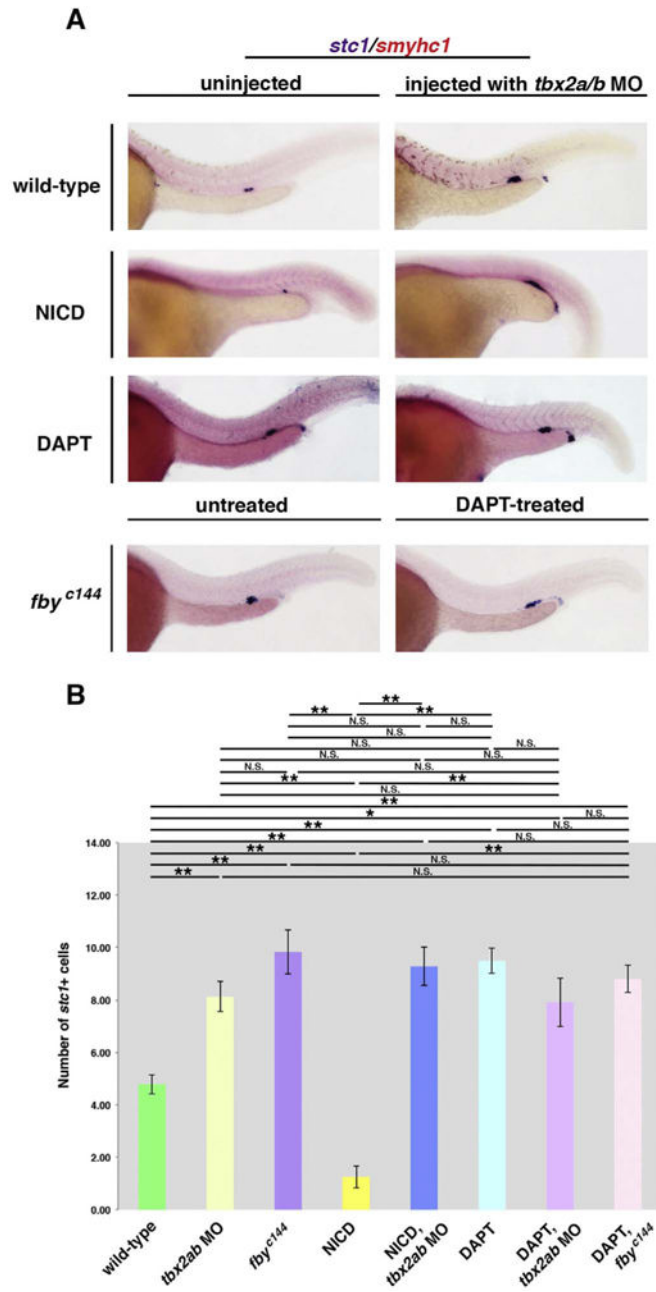 A
stc1/smyhc1
uninjected
injected with tbx2a/b MO
wild-type
NICD
DAPT
untreated
DAPT-treated
fby c144
B
**
** **
N.S. N.S.
N.S.
N.S.
N.S. N.S.
N.S. N.S.
** **
N.S.
**
* N.S.
** N.S.
** N.S.
** **
** N.S.
** N.S.
14.00
12.00
10.00
8.00
6.00
4.00
2.00
0.00
Number of stc1+ cells
wild-type
tbx2ab MO
fby c144
NICD
NICD,
tbx2ab MO
DAPT
DAPT,
tbx2ab MO
DAPT,
fby c144